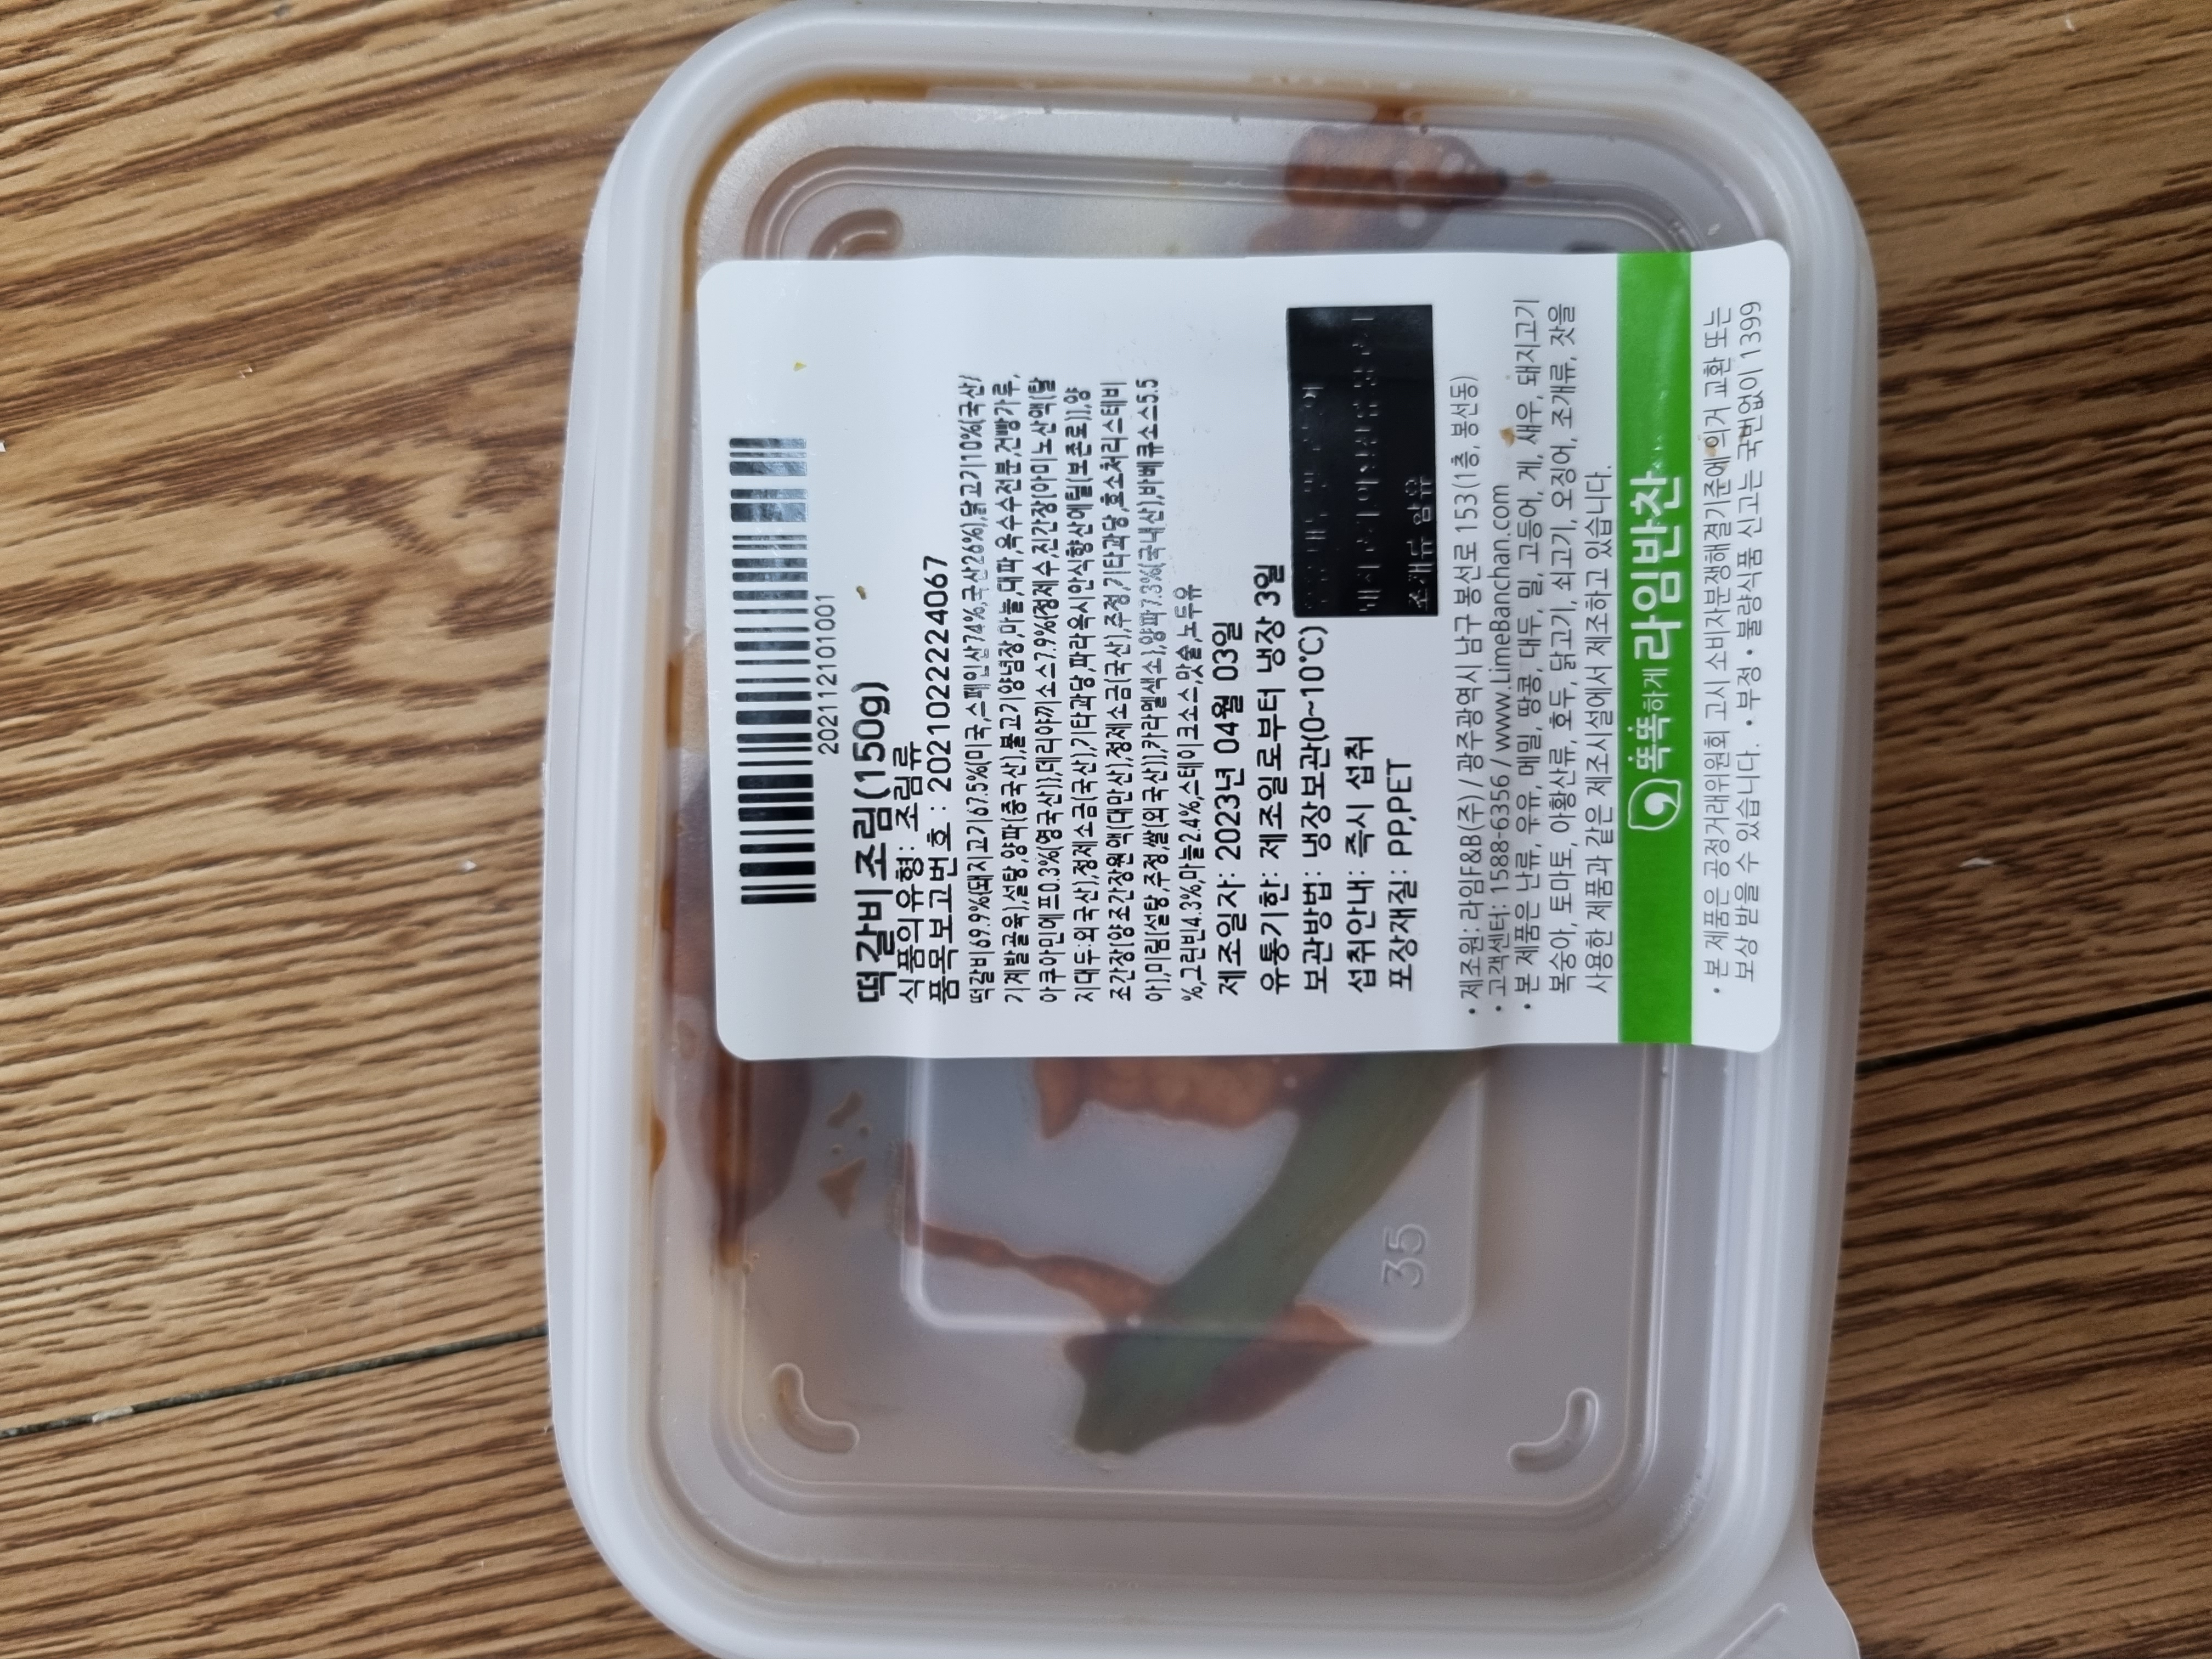 202112101001
떡갈비조림(150g)
식품의유형: 조림류
품목보고번호 : 2021022224067
떡갈비69.9%(돼지고기67.5%(미국,스페인산74%,국산26%),닭고기10%(국산/
기계발골육),설탕,양파(중국산),불고기양념장,마늘,대파,옥수수전분,건빵가루,
아쿠아민에프0.3%(영국산)),데리야끼소스7.9%(정제수,진간장(아미노산액(탈
지대두:외국산),정제소금(국산),기타과당,파라옥시안식향산에틸(보존료)),양
조간장(양조간장원액(대만산),정제소금(국산),주정,기타과당,효소처리스테비
아),미림(설탕,주정,쌀(외국산)),카라멜색소),양파7.3%(국내산),바베큐소스5.5
%,그린빈4.3%,마늘2.4%,스테이크소스,맛술,노두유
제조일자: 2023년 04월 03일
유통기한: 제조일로부터 냉장 3일
보관방법: 냉장보관(0~10℃)
섭취안내: 즉시 섭취
포장재질: PP,PET
조개류 함유
• 제조원: 라임F&B(주) / 광주광역시 남구 봉선로 153(1층, 봉선동)
• 고객센터: 1588-6356 / www.LimeBanchan.com
• 본 제품은 난류, 우유, 메밀, 땅콩, 대두, 밀, 고등어, 게, 새우, 돼지고기
복숭아, 토마토, 아황산류, 호두, 닭고기, 쇠고기, 오징어, 조개류, 잣을
사용한 제품과 같은 제조시설에서 제조하고 있습니다.
똑똑하게 라임반찬
• 본 제품은 공정거래위원회 고시 소비자분쟁해결기준에 의거 교환 또는
보상 받을 수 있습니다. • 부정 • 불량식품 신고는 국번없이 1399
35